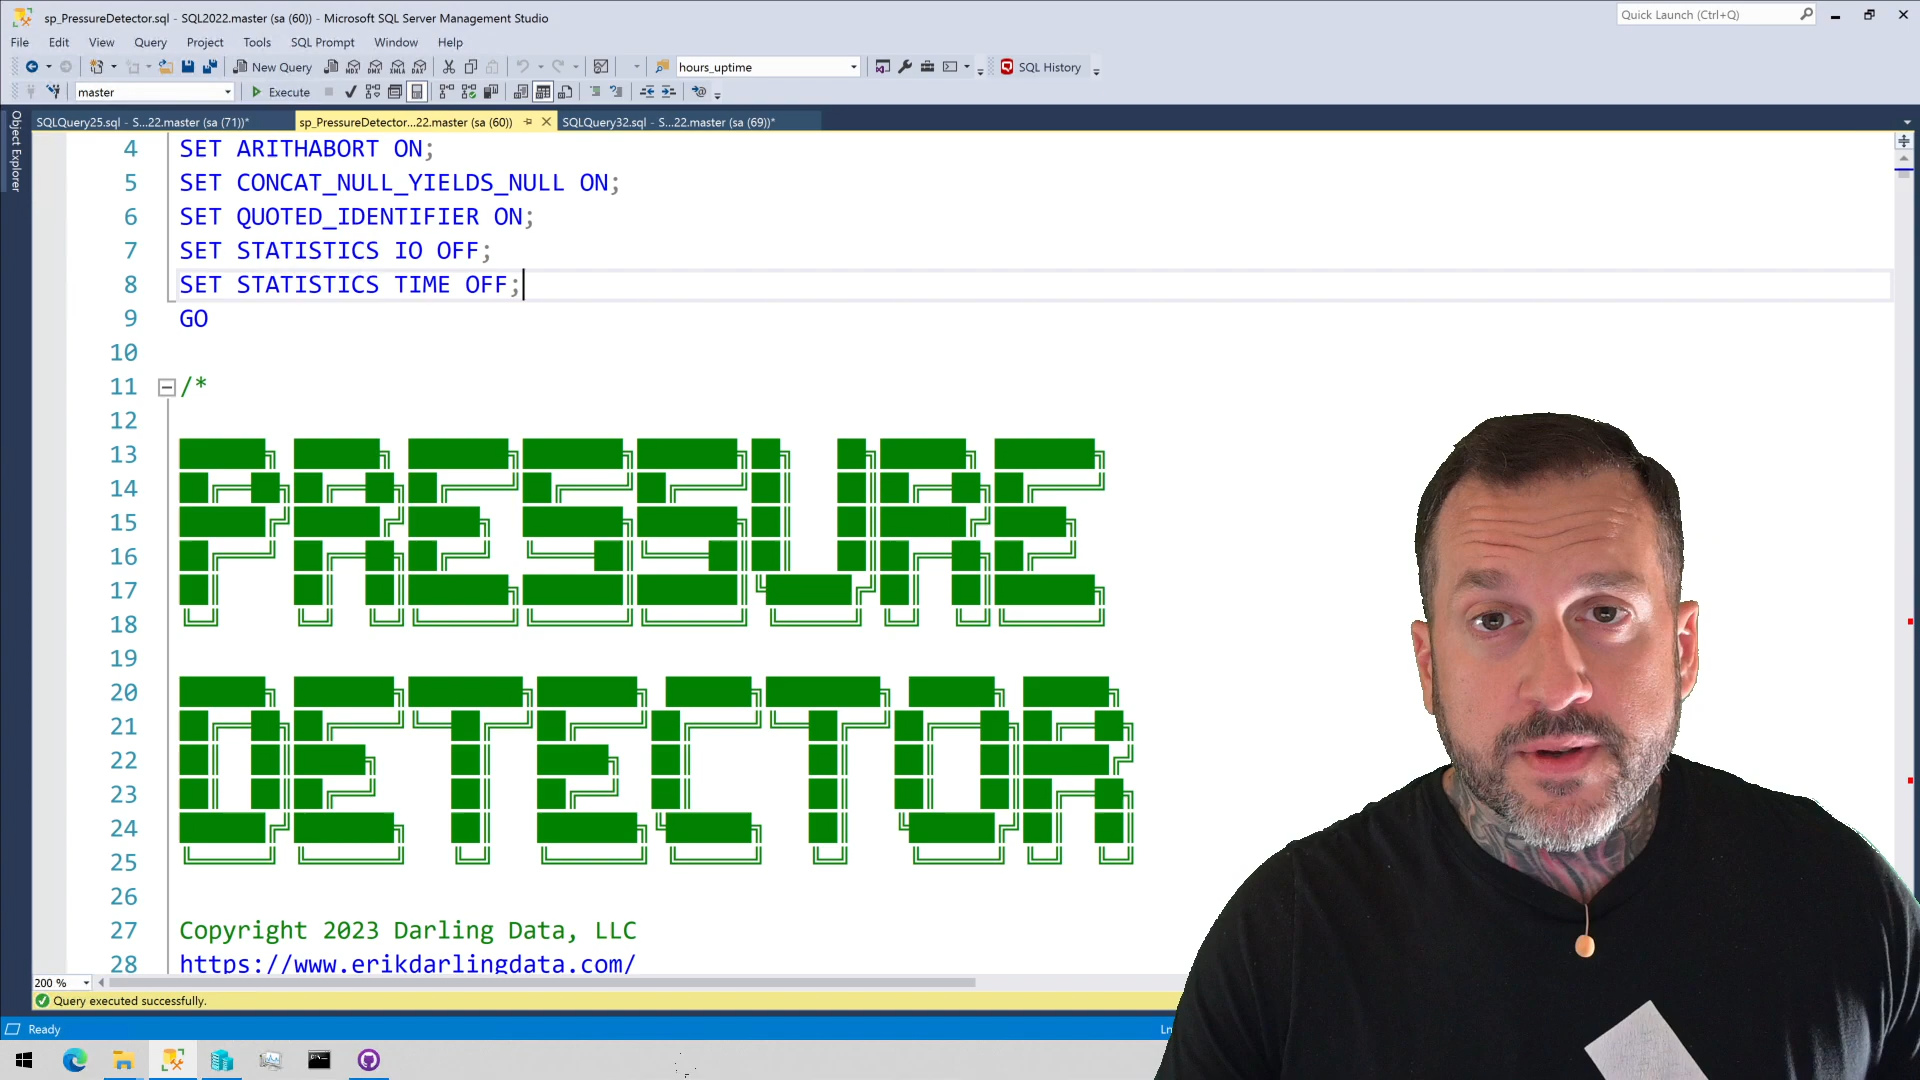 sp_PressureDetector.sql - SQL2022.master (sa (60)) - Microsoft SQL Server Management Studio
Quick Launch (Ctrl+Q)
File Edit View Query Project Tools SQL Prompt Window Help
New Query hours_uptime SQL History
master Execute
SQLQuery25.sql - S...22.master (sa (71))* sp_PressureDetector...22.master (sa (60)) SQLQuery32.sql - S...22.master (sa (69))*
Object Explorer
4 SET ARITHABORT ON;
5 SET CONCAT_NULL_YIELDS_NULL ON;
6 SET QUOTED_IDENTIFIER ON;
7 SET STATISTICS IO OFF;
8 SET STATISTICS TIME OFF;
9 GO
10
11 /*
12
13
14
15
16
17
18
PRESSURE
19
20
21
22
23
24
25
DETECTOR
26
27 Copyright 2023 Darling Data, LLC
28 https://www.erikdarlingdata.com/
200 %
Query executed successfully.
Ready
Ln